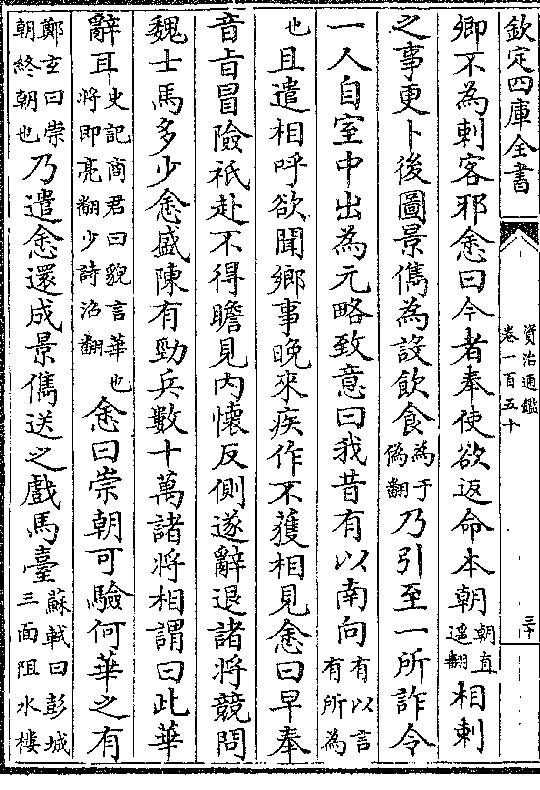 欽定四庫全書
資治通鑑
卷一百五十
三十
卿不為刺客邪悆曰今者奉使欲返命本朝朝直遥翻相刺
之事更卜後圖景儁為設飲食為于偽翻乃引至一所詐令
一人自室中出為元略致意曰我昔有以南向有以言有所為
也且遣相呼欲聞鄉事晚來疾作不獲相見悆曰早奉
音旨冒險祇赴不得瞻見内懷反側遂辭退諸將競問
魏士馬多少悆盛陳有勁兵數十萬諸將相謂曰此華
辭耳史記商君曰貌言華也將即亮翻少詩沼翻悆曰崇朝可驗何華之有
鄭玄曰崇朝終朝也乃遣悆還成景儁送之戲馬臺蘇軾曰彭城三面阻水樓